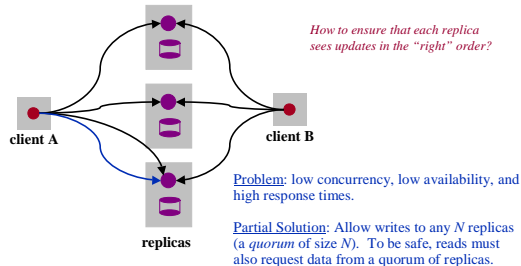 How to ensure that each replica
sees updates in the “right” order?
client A
client B
replicas
Problem: low concurrency, low availability, and
high response times.
Partial Solution: Allow writes to any N replicas
(a quorum of size N). To be safe, reads must
also request data from a quorum of replicas.